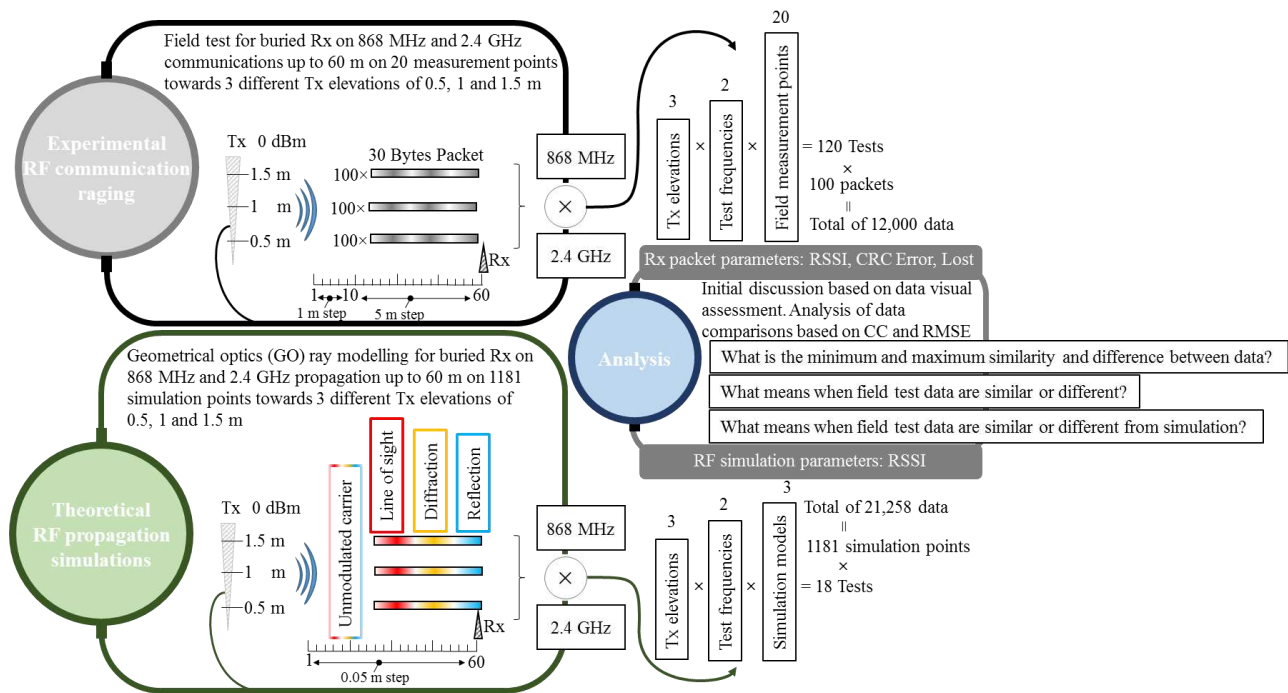 Field test for buried Rx on 868 MHz and 2.4 GHz
communications up to 60 m on 20 measurement points
towards 3 different Tx elevations of 0.5, 1 and 1.5 m
Experimental
RF communication
raging
Tx 0 dBm
1.5 m
1 m
0.5 m
30 Bytes Packet
100×
100×
100×
Rx
1 10 60
1 m step
5 m step
868 MHz
×
2.4 GHz
3
Tx elevations
×
2
Test frequencies
×
20
Field measurement points
= 120 Tests
×
100 packets
=
Total of 12,000 data
Rx packet parameters: RSSI, CRC Error, Lost
Initial discussion based on data visual
assessment. Analysis of data
comparisons based on CC and RMSE
Analysis
What is the minimum and maximum similarity and difference between data?
What means when field test data are similar or different?
What means when field test data are similar or different from simulation?
RF simulation parameters: RSSI
Geometrical optics (GO) ray modelling for buried Rx on
868 MHz and 2.4 GHz propagation up to 60 m on 1181
simulation points towards 3 different Tx elevations of
0.5, 1 and 1.5 m
Theoretical
RF propagation
simulations
Tx 0 dBm
1.5 m
1 m
0.5 m
Unmodulated carrier
Line of sight
Diffraction
Reflection
Rx
1 60
0.05 m step
868 MHz
×
2.4 GHz
3
Tx elevations
×
2
Test frequencies
×
3
Simulation models
Total of 21,258 data
=
1181 simulation points
×
= 18 Tests